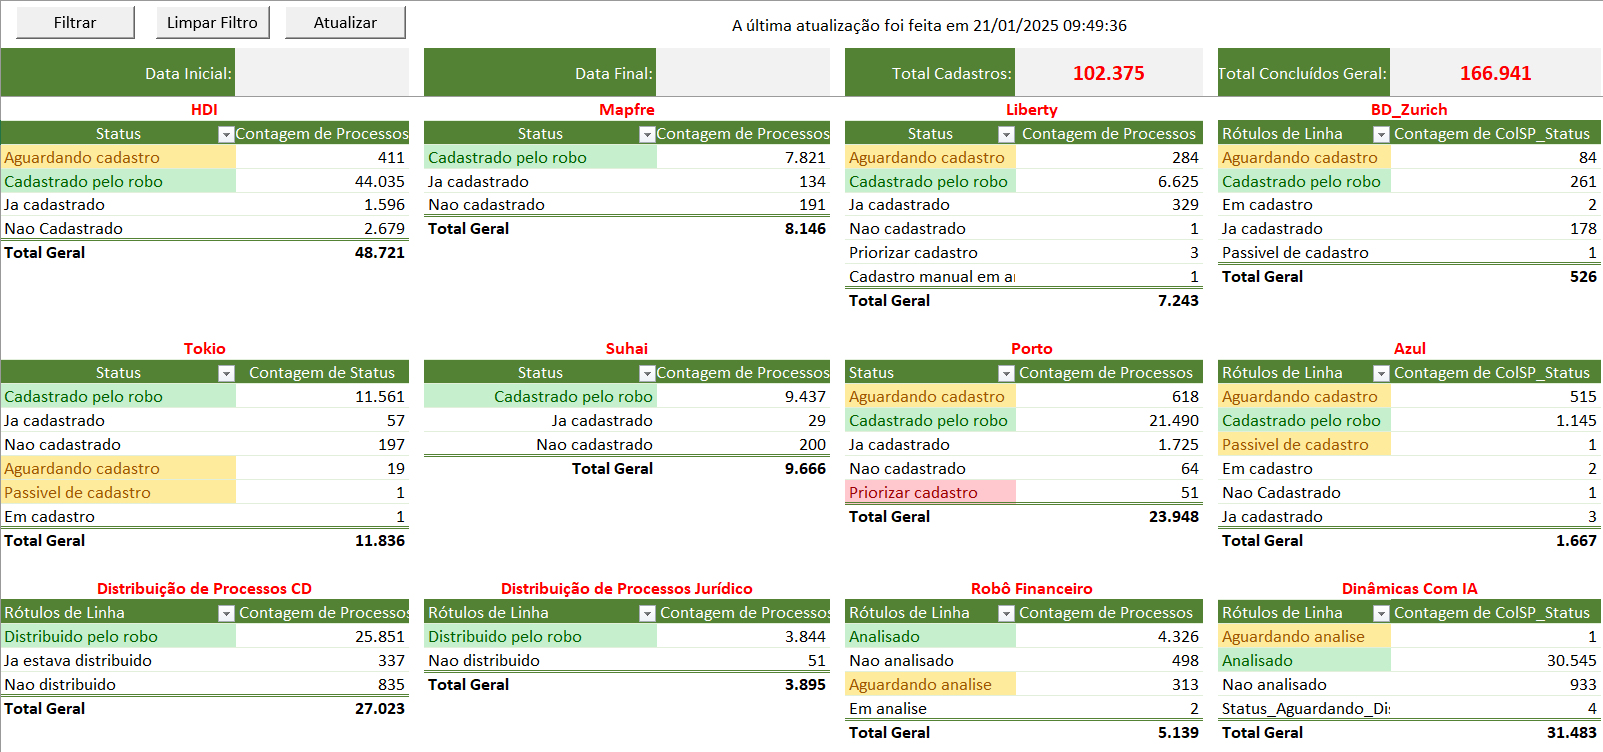 Filtrar
Limpar Filtro
Atualizar
A última atualização foi feita em 21/01/2025 09:49:36
Data Inicial:
Data Final:
Total Cadastros: 102.375
Total Concluídos Geral: 166.941
HDI
Status Contagem de Processos
Aguardando cadastro 411
Cadastrado pelo robo 44.035
Ja cadastrado 1.596
Nao Cadastrado 2.679
Total Geral 48.721
Mapfre
Status Contagem de Processos
Cadastrado pelo robo 7.821
Ja cadastrado 134
Nao cadastrado 191
Total Geral 8.146
Liberty
Status Contagem de Processos
Aguardando cadastro 284
Cadastrado pelo robo 6.625
Ja cadastrado 329
Nao cadastrado 1
Priorizar cadastro 3
Cadastro manual em a 1
Total Geral 7.243
BD_Zurich
Rótulos de Linha Contagem de ColSP_Status
Aguardando cadastro 84
Cadastrado pelo robo 261
Em cadastro 2
Ja cadastrado 178
Passivel de cadastro 1
Total Geral 526
Tokio
Status Contagem de Status
Cadastrado pelo robo 11.561
Ja cadastrado 57
Nao cadastrado 197
Aguardando cadastro 19
Passivel de cadastro 1
Em cadastro 1
Total Geral 11.836
Suhai
Status Contagem de Processos
Cadastrado pelo robo 9.437
Ja cadastrado 29
Nao cadastrado 200
Total Geral 9.666
Porto
Status Contagem de Processos
Aguardando cadastro 618
Cadastrado pelo robo 21.490
Ja cadastrado 1.725
Nao cadastrado 64
Priorizar cadastro 51
Total Geral 23.948
Azul
Rótulos de Linha Contagem de ColSP_Status
Aguardando cadastro 515
Cadastrado pelo robo 1.145
Passivel de cadastro 1
Em cadastro 2
Nao Cadastrado 1
Ja cadastrado 3
Total Geral 1.667
Distribuição de Processos CD
Rótulos de Linha Contagem de Processos
Distribuido pelo robo 25.851
Ja estava distribuido 337
Nao distribuido 835
Total Geral 27.023
Distribuição de Processos Jurídico
Rótulos de Linha Contagem de Processos
Distribuido pelo robo 3.844
Nao distribuido 51
Total Geral 3.895
Robô Financeiro
Rótulos de Linha Contagem de Processos
Analisado 4.326
Nao analisado 498
Aguardando analise 313
Em analise 2
Total Geral 5.139
Dinâmicas Com IA
Rótulos de Linha Contagem de ColSP_Status
Aguardando analise 1
Analisado 30.545
Nao analisado 933
Status_Aguardando_Di 4
Total Geral 31.483